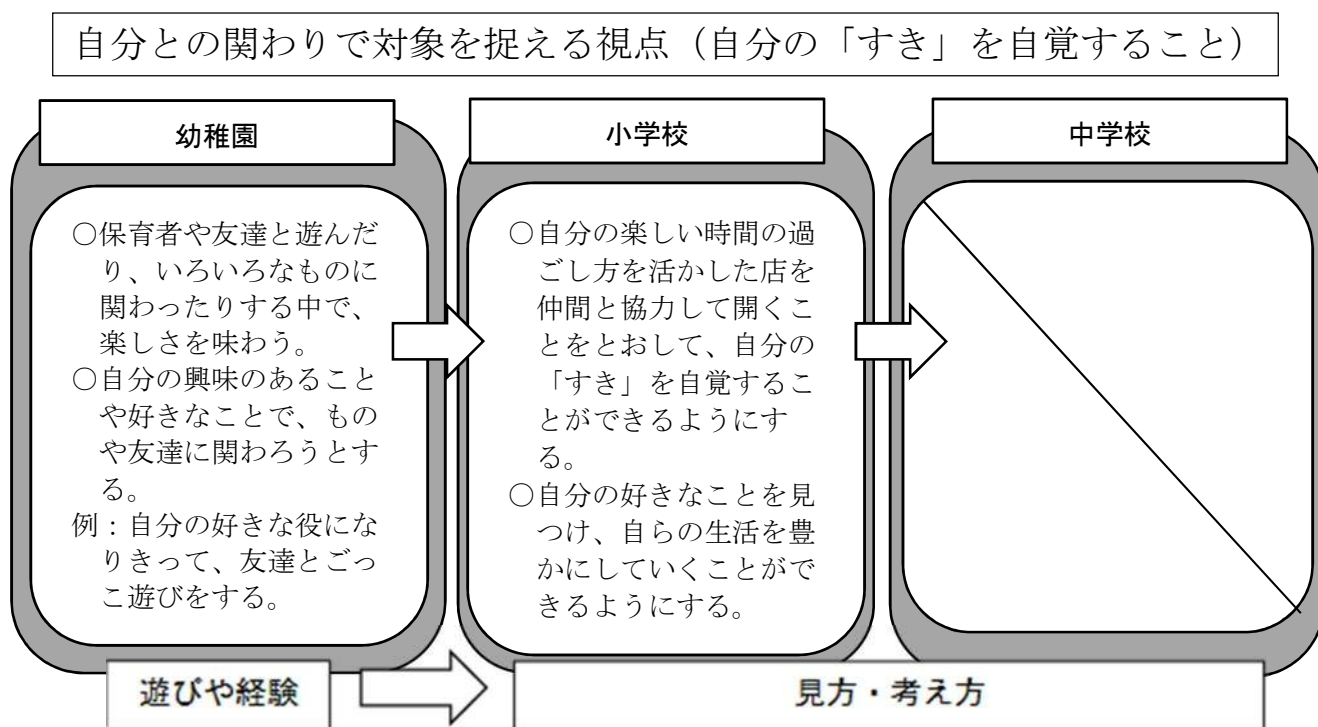 自分との関わりで対象を捉える視点（自分の「すき」を自覚すること）
幼稚園
○保育者や友達と遊んだ
り、いろいろなものに
関わったりする中で、
楽しさを味わう。
○自分の興味のあること
や好きなことで、もの
や友達に関わろうとす
る。
例：自分の好きな役にな
りきって、友達とごっ
こ遊びをする。
小学校
○自分の楽しい時間の過
ごし方を活かした店を
仲間と協力して開くこ
とをとおして、自分の
「すき」を自覚するこ
とができるようにす
る。
○自分の好きなことを見
つけ、自らの生活を豊
かにしていくことがで
きるようにする。
中学校
遊びや経験
見方・考え方